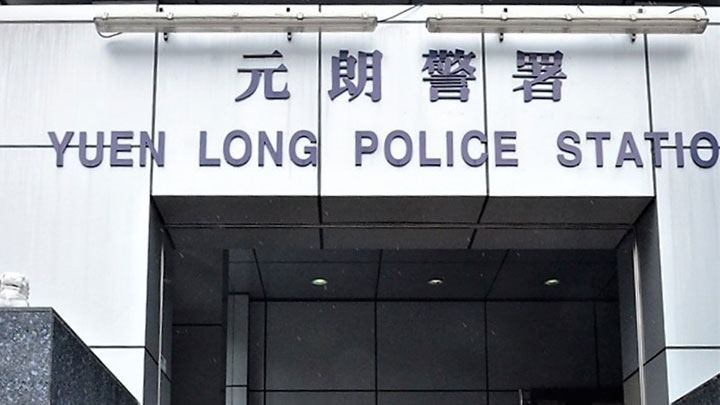 元朗警署
YUEN LONG POLICE STATIO